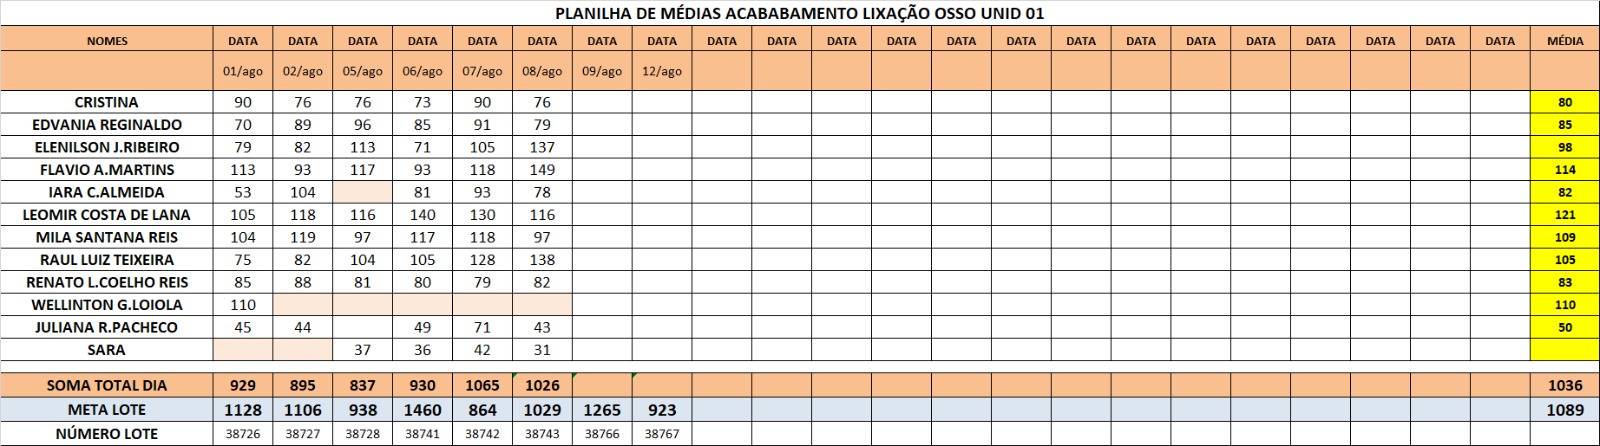 PLANILHA DE MÉDIAS ACABABAMENTO LIXAÇÃO OSSO UNID 01
NOMES DATA DATA DATA DATA DATA DATA DATA DATA DATA DATA DATA DATA DATA DATA DATA DATA DATA DATA DATA DATA DATA DATA MÉDIA
01/ago 02/ago 05/ago 06/ago 07/ago 08/ago 09/ago 12/ago
CRISTINA 90 76 76 73 90 76 80
EDVANIA REGINALDO 70 89 96 85 91 79 85
ELENILSON J.RIBEIRO 79 82 113 71 105 137 98
FLAVIO A.MARTINS 113 93 117 93 118 149 114
IARA C.ALMEIDA 53 104 81 93 78 82
LEOMIR COSTA DE LANA 105 118 116 140 130 116 121
MILA SANTANA REIS 104 119 97 117 118 97 109
RAUL LUIZ TEIXEIRA 75 82 104 105 128 138 105
RENATO L.COELHO REIS 85 88 81 80 79 82 83
WELLINTON G.LOIOLA 110 110
JULIANA R.PACHECO 45 44 49 71 43 50
SARA 37 36 42 31
SOMA TOTAL DIA 929 895 837 930 1065 1026 1036
META LOTE 1128 1106 938 1460 864 1029 1265 923 1089
NÚMERO LOTE 38726 38727 38728 38741 38742 38743 38766 38767